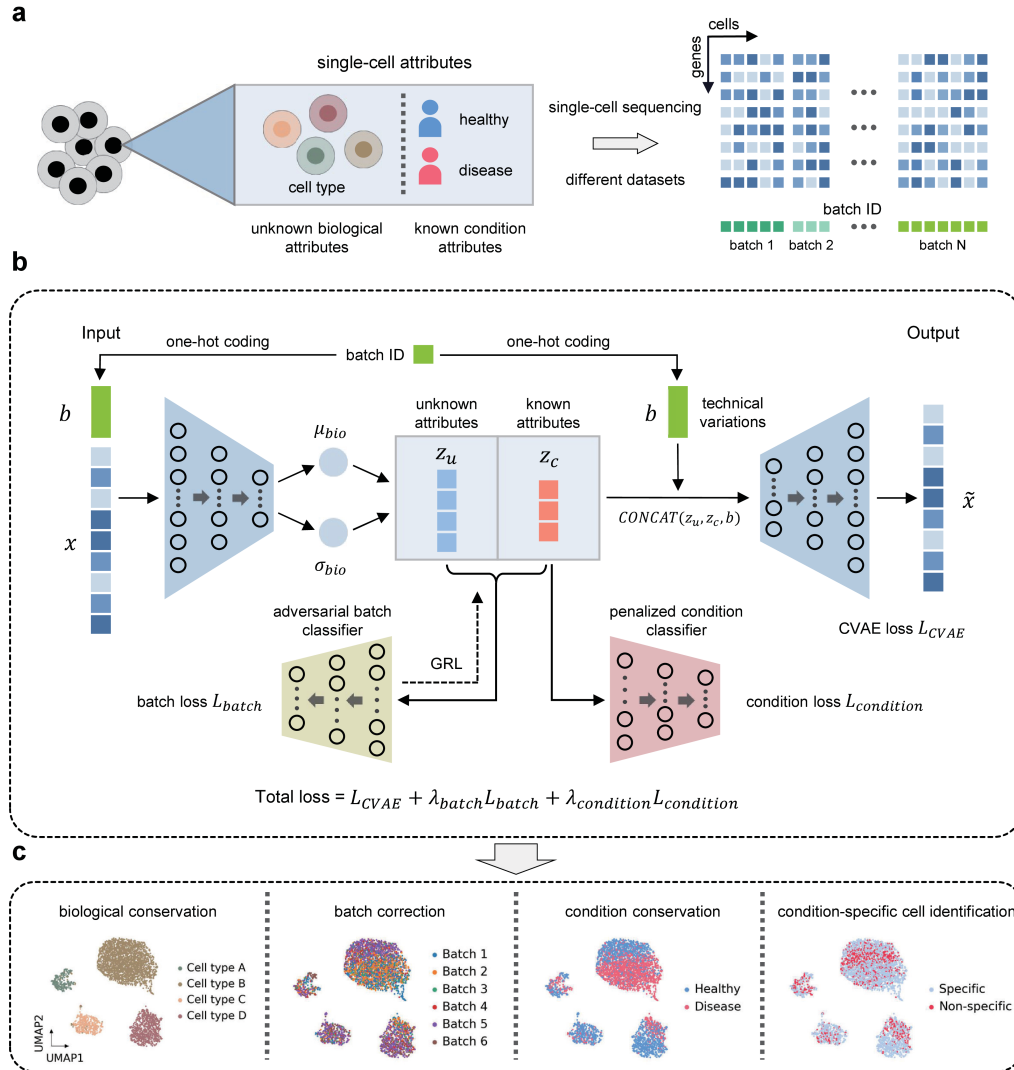 a
single-cell attributes
cell type
healthy
disease
unknown biological
attributes
known condition
attributes
single-cell sequencing
different datasets
cells
genes
batch ID
batch 1
batch 2
batch N
b
Input
one-hot coding
batch ID
one-hot coding
Output
b
x
μ_bio
σ_bio
unknown
attributes
known
attributes
z_u
z_c
b
technical
variations
CONCAT(z_u, z_c, b)
x̃
adversarial batch
classifier
GRL
penalized condition
classifier
CVAE loss L_CVAE
batch loss L_batch
condition loss L_condition
Total loss = L_CVAE + λ_batch L_batch + λ_condition L_condition
c
biological conservation
Cell type A
Cell type B
Cell type C
Cell type D
UMAP2
UMAP1
batch correction
Batch 1
Batch 2
Batch 3
Batch 4
Batch 5
Batch 6
condition conservation
Healthy
Disease
condition-specific cell identification
Specific
Non-specific